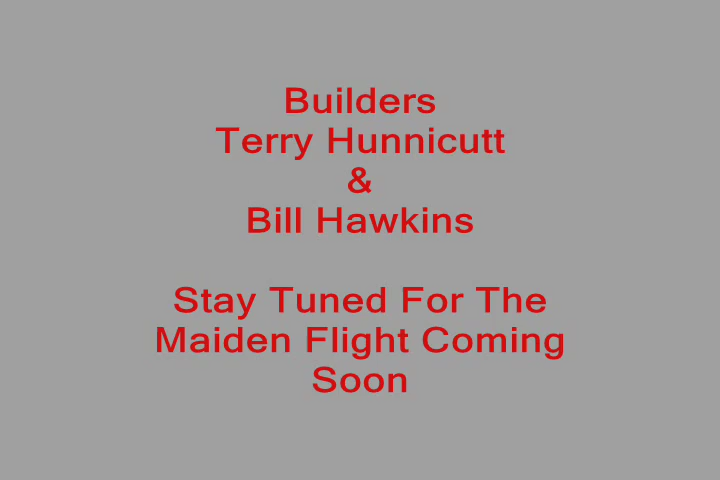 Builders
Terry Hunnicutt
&
Bill Hawkins
Stay Tuned For The
Maiden Flight Coming
Soon